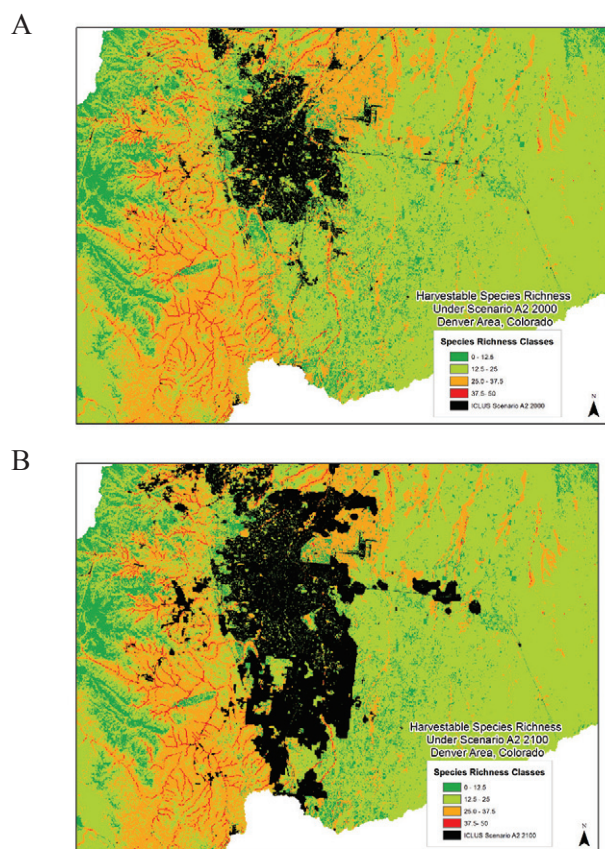 A
Harvestable Species Richness
Under Scenario A2 2000
Denver Area, Colorado
Species Richness Classes
0 - 12.5
12.5 - 25
25.0 - 37.5
37.5- 50
ICLUS Scenario A2 2000
N
B
Harvestable Species Richness
Under Scenario A2 2100
Denver Area, Colorado
Species Richness Classes
0 - 12.5
12.5 - 25
25.0 - 37.5
37.5- 50
ICLUS Scenario A2 2100
N